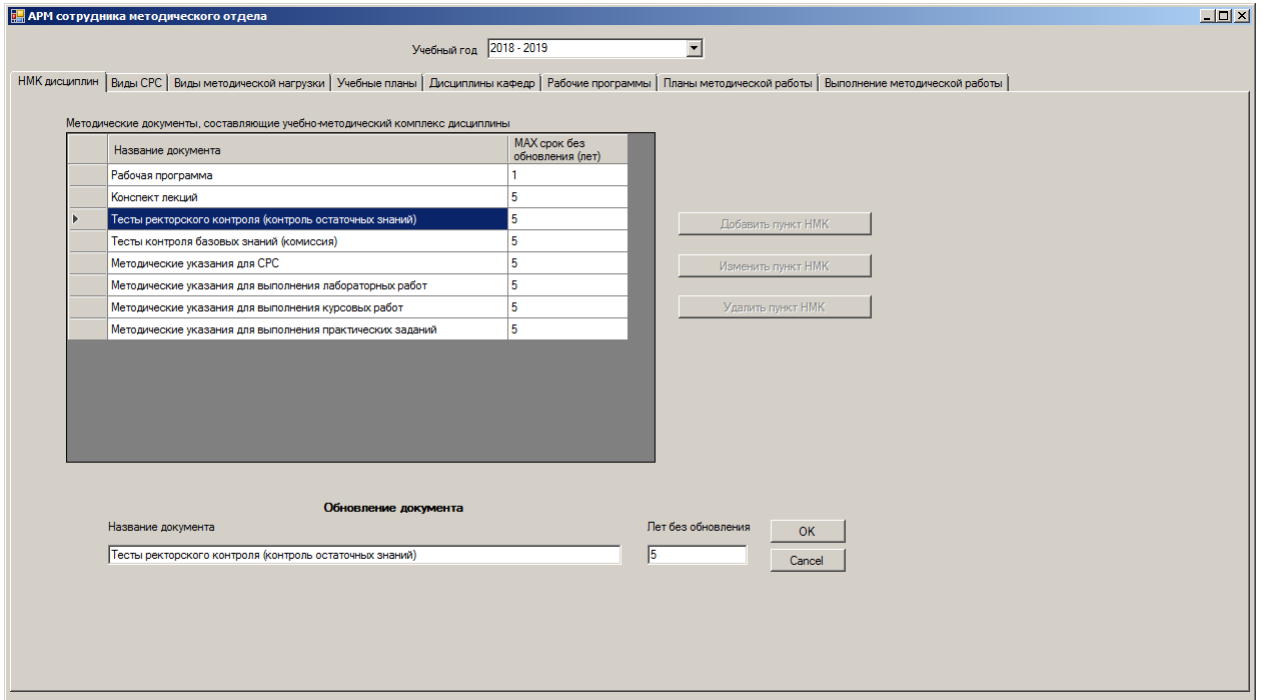 АРМ сотрудника методического отдела
Учебный год 2018 - 2019
НМК дисциплин Виды СРС Виды методической нагрузки Учебные планы Дисциплины кафедр Рабочие программы Планы методической работы Выполнение методической работы
Методические документы, составляющие учебно-методический комплекс дисциплины
Название документа MAX срок без
обновления (лет)
Рабочая программа 1
Конспект лекций 5
Тесты ректорского контроля (контроль остаточных знаний) 5
Добавить пункт НМК
Тесты контроля базовых знаний (комиссия) 5
Методические указания для СРС 5
Изменить пункт НМК
Методические указания для выполнения лабораторных работ 5
Методические указания для выполнения курсовых работ 5
Удалить пункт НМК
Методические указания для выполнения практических заданий 5
Обновление документа
Название документа Лет без обновления OK
Тесты ректорского контроля (контроль остаточных знаний) 5 Cancel